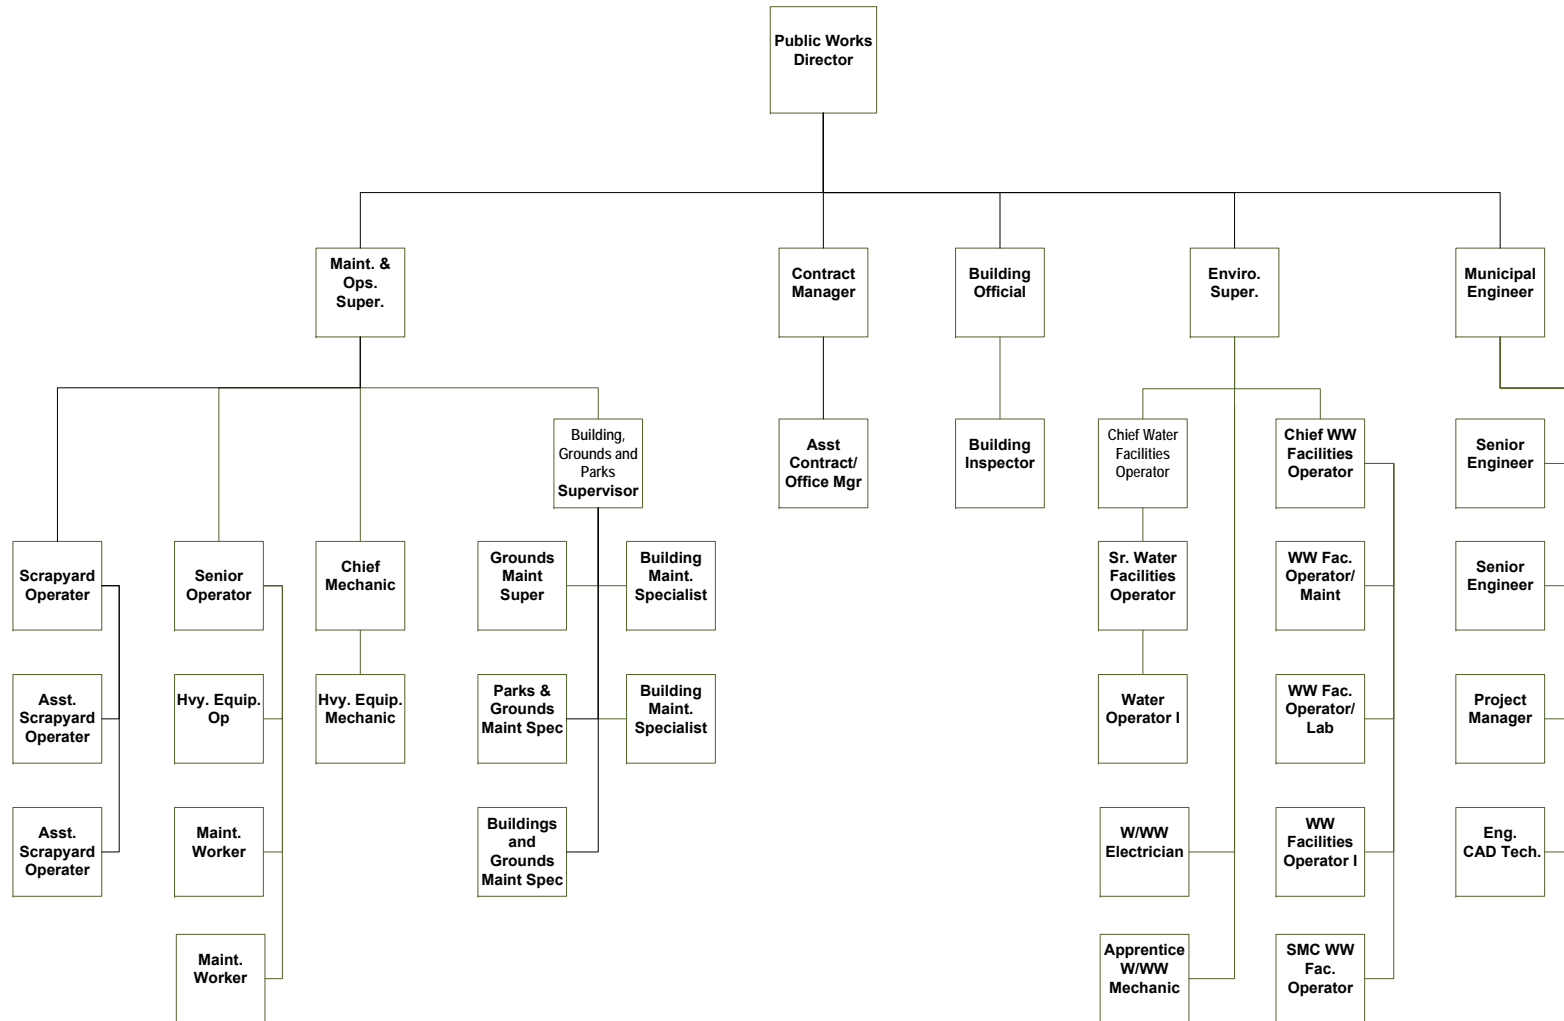 Public Works
Director
Maint. &
Ops.
Super.
Contract
Manager
Building
Official
Enviro.
Super.
Municipal
Engineer
Building,
Grounds and
Parks
Supervisor
Asst
Contract/
Office Mgr
Building
Inspector
Chief Water
Facilities
Operator
Chief WW
Facilities
Operator
Senior
Engineer
Scrapyard
Operater
Senior
Operator
Chief
Mechanic
Grounds
Maint
Super
Building
Maint.
Specialist
Sr. Water
Facilities
Operator
WW Fac.
Operator/
Maint
Senior
Engineer
Asst.
Scrapyard
Operater
Hvy. Equip.
Op
Hvy. Equip.
Mechanic
Parks &
Grounds
Maint Spec
Building
Maint.
Specialist
Water
Operator I
WW Fac.
Operator/
Lab
Project
Manager
Asst.
Scrapyard
Operater
Maint.
Worker
Buildings
and
Grounds
Maint Spec
W/WW
Electrician
WW
Facilities
Operator I
Eng.
CAD Tech.
Maint.
Worker
Apprentice
W/WW
Mechanic
SMC WW
Fac.
Operator